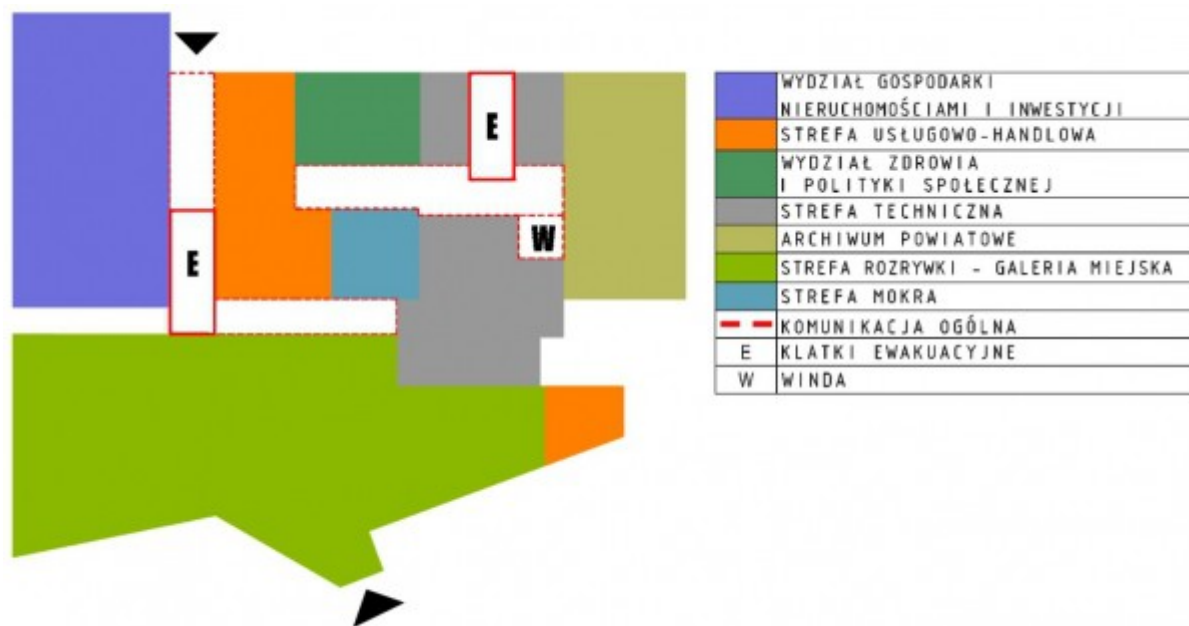 E
E
W
WYDZIAŁ GOSPODARKI
NIERUCHOMOŚCIAMI I INWESTYCJI
STREFA USŁUGOWO-HANDLOWA
WYDZIAŁ ZDROWIA
I POLITYKI SPOŁECZNEJ
STREFA TECHNICZNA
ARCHIWUM POWIATOWE
STREFA ROZRYWKI - GALERIA MIEJSKA
STREFA MOKRA
KOMUNIKACJA OGÓLNA
E KLATKI EWAKUACYJNE
W WINDA